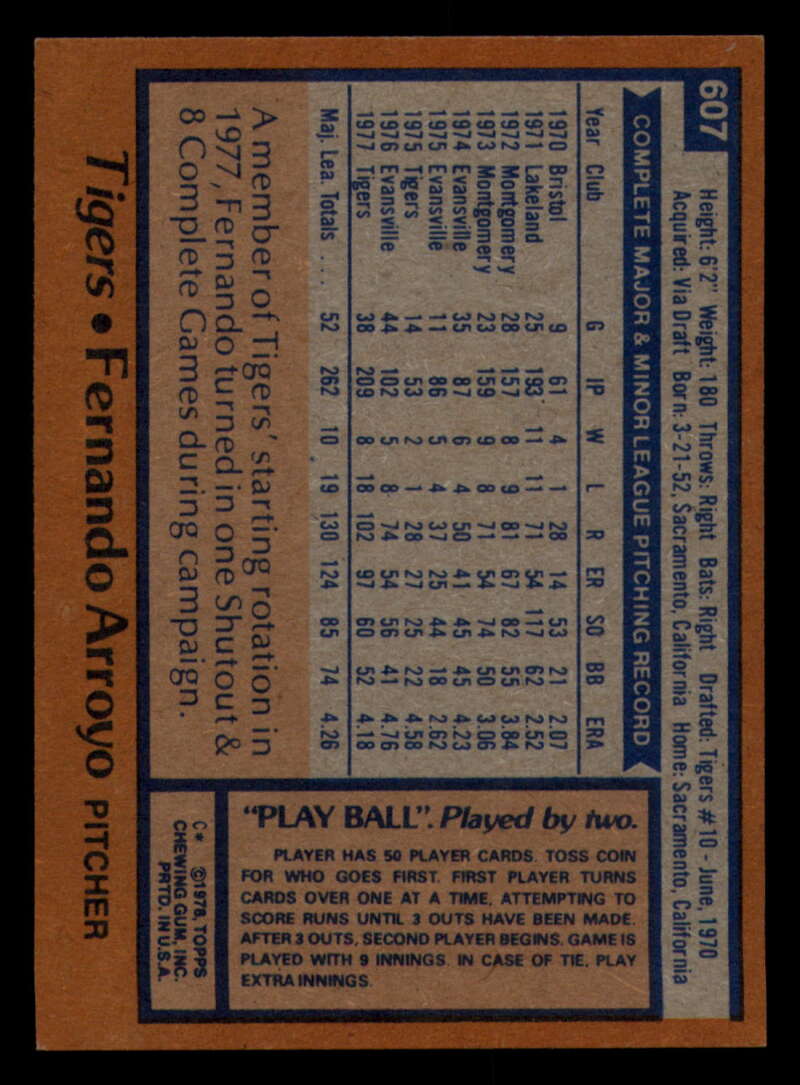 607
Height: 6'2" Weight: 180 Throws: Right Bats: Right Drafted: Tigers #10 - June, 1970
Acquired: Via Draft Born: 3-21-52, Sacramento, California Home: Sacramento, California
COMPLETE MAJOR & MINOR LEAGUE PITCHING RECORD
Year Club G IP W L R ER SO BB ERA
1970 Bristol 9 61 4 1 28 14 53 21 2.07
1971 Lakeland 25 193 11 11 71 54 117 62 2.52
1972 Montgomery 28 157 8 9 81 67 82 55 3.84
1973 Montgomery 23 159 9 8 71 54 74 50 3.06
1974 Evansville 35 87 6 4 50 41 45 45 4.23
1975 Evansville 11 86 5 4 37 25 44 18 2.62
1975 Tigers 14 53 2 1 28 27 25 22 4.58
1976 Evansville 44 102 5 8 74 54 56 41 4.76
1977 Tigers 38 209 8 18 102 97 60 52 4.18
Maj. Lea. Totals .... 52 262 10 19 130 124 85 74 4.26
A member of Tigers' starting rotation in
1977, Fernando turned in one Shutout &
8 Complete Games during campaign.
Tigers • Fernando Arroyo PITCHER
"PLAY BALL". Played by two.
PLAYER HAS 50 PLAYER CARDS. TOSS COIN
FOR WHO GOES FIRST. FIRST PLAYER TURNS
CARDS OVER ONE AT A TIME, ATTEMPTING TO
SCORE RUNS UNTIL 3 OUTS HAVE BEEN MADE.
AFTER 3 OUTS, SECOND PLAYER BEGINS. GAME IS
PLAYED WITH 9 INNINGS. IN CASE OF TIE, PLAY
EXTRA INNINGS.
C* ©1978, TOPPS
CHEWING GUM, INC.
PRTD. IN U.S.A.